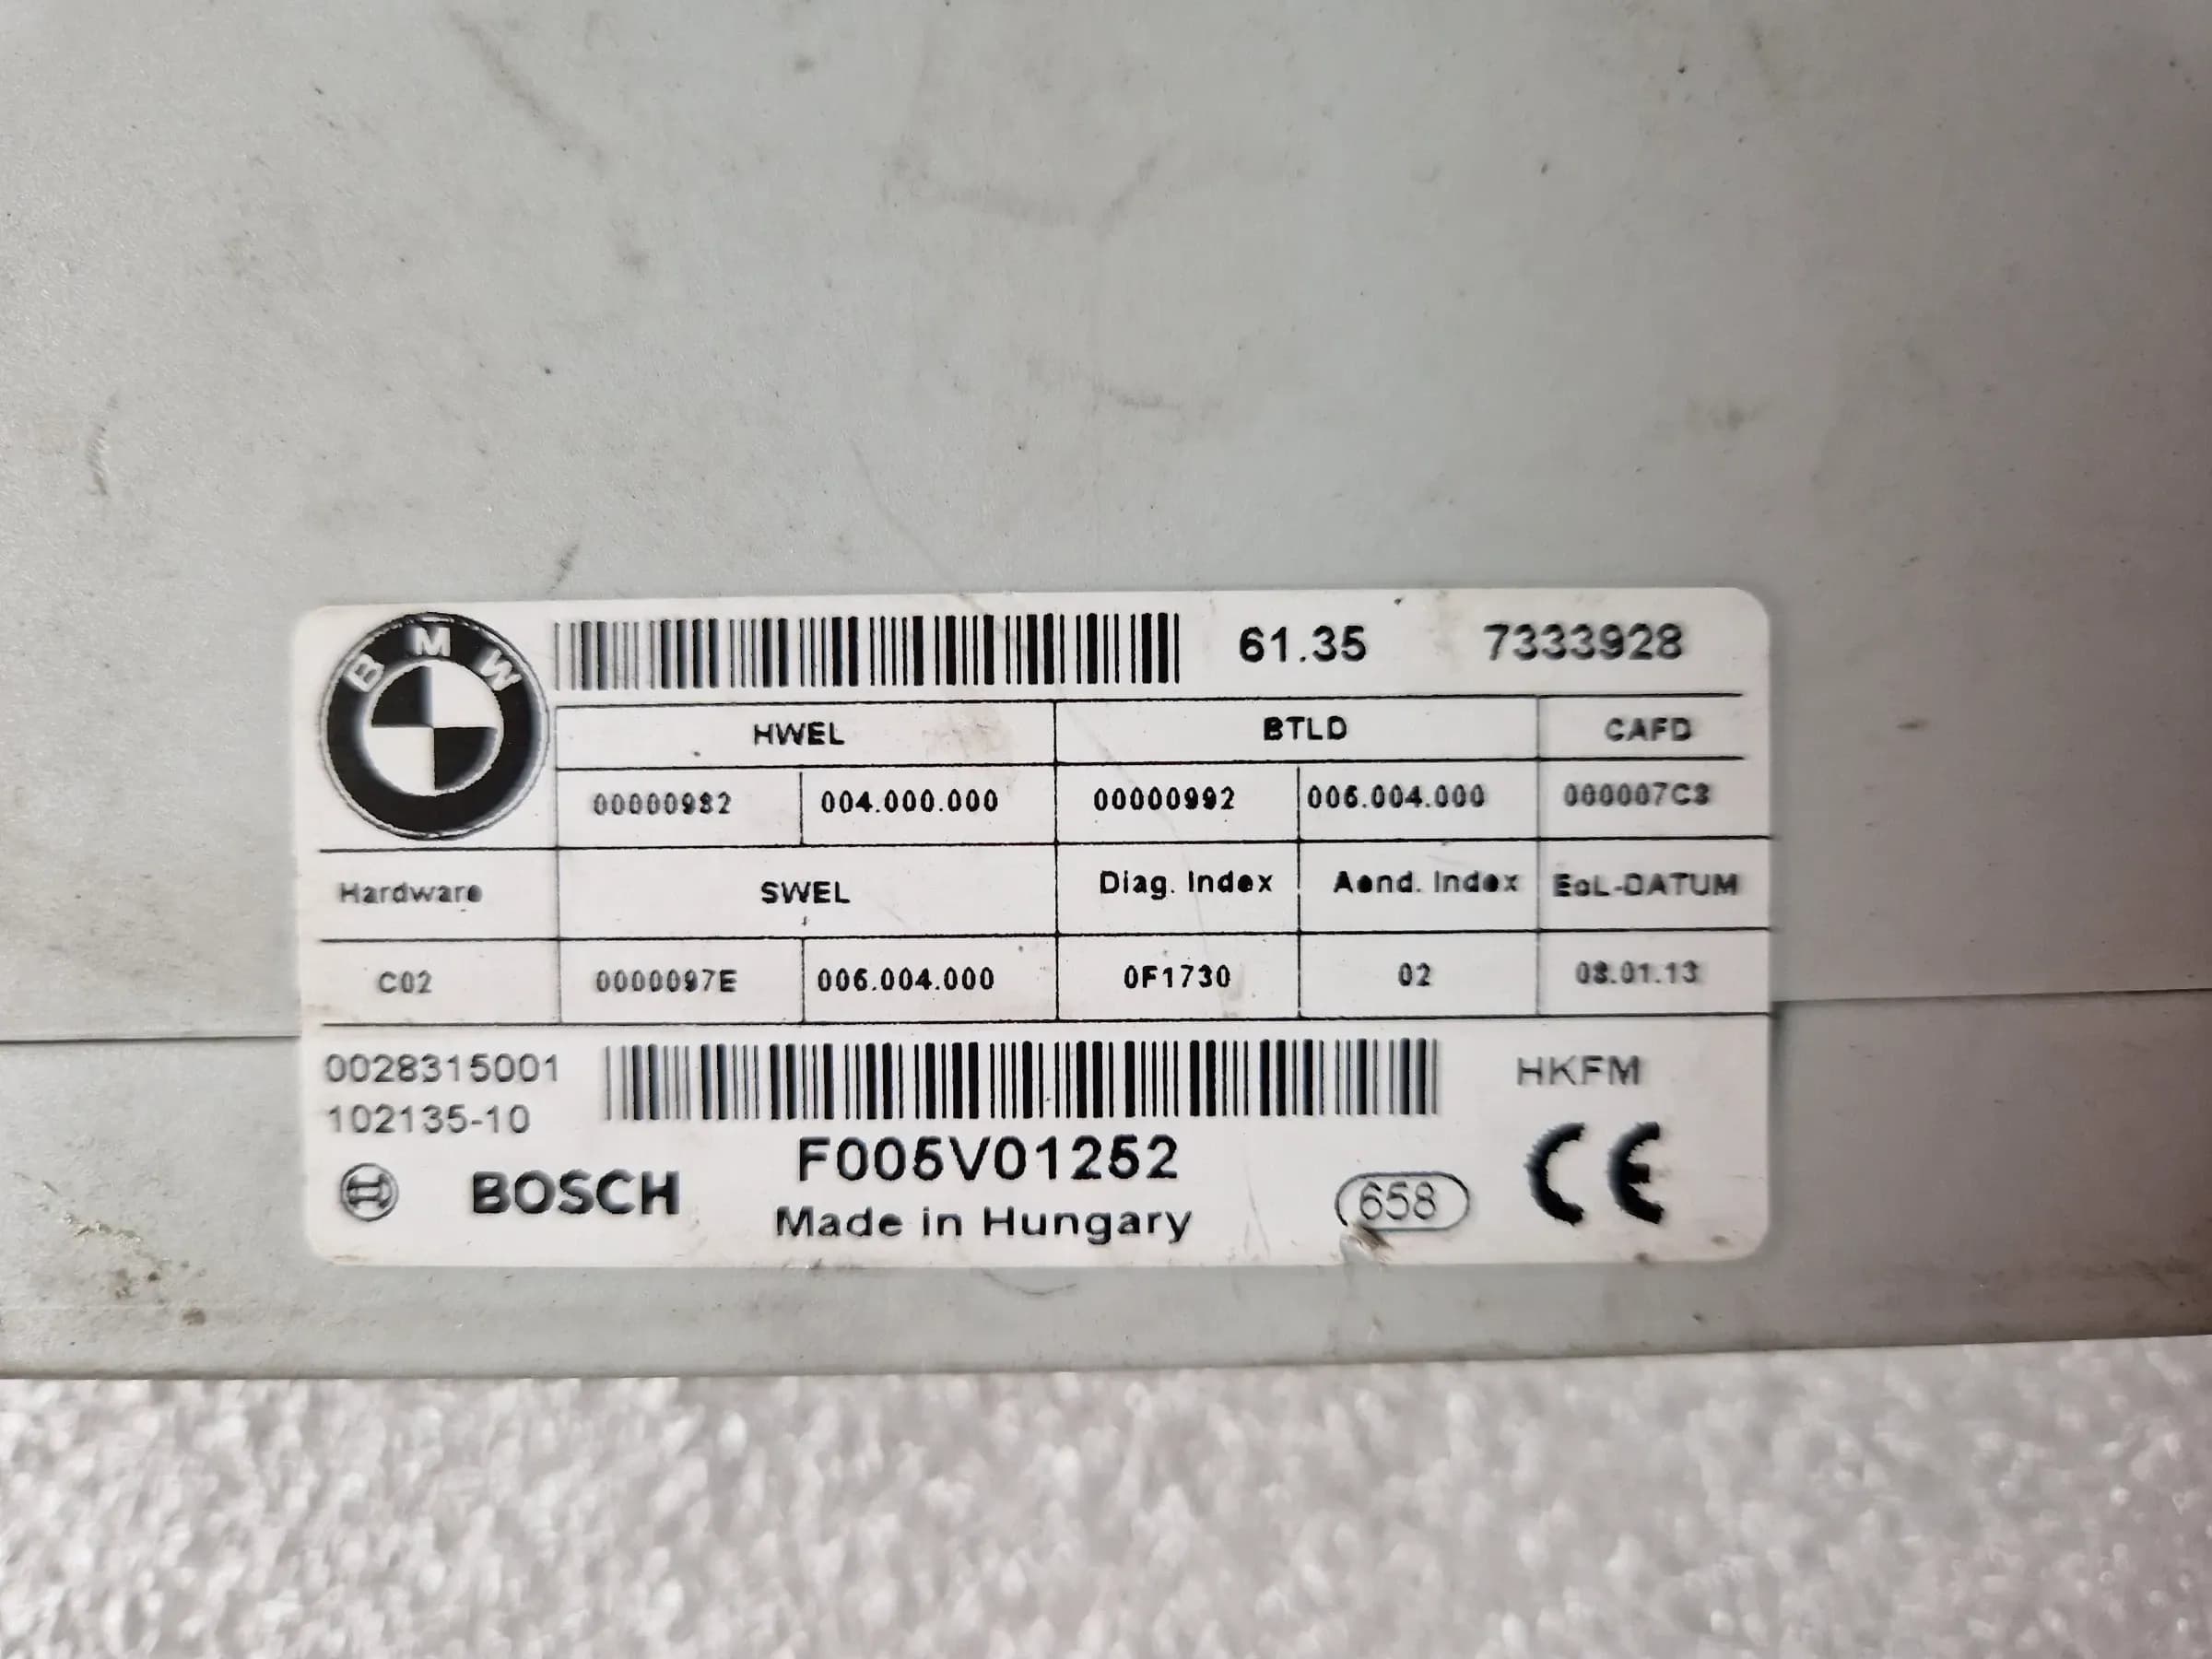 BMW
61.35 7333928
HWEL BTLD CAFD
00000982 004.000.000 00000992 006.004.000 000007C3
Hardware SWEL Diag. Index Aend. Index EoL-DATUM
C02 0000097E 006.004.000 0F1730 02 08.01.13
0028315001 HKFM
102135-10
F005V01252
BOSCH
Made in Hungary
658 CE